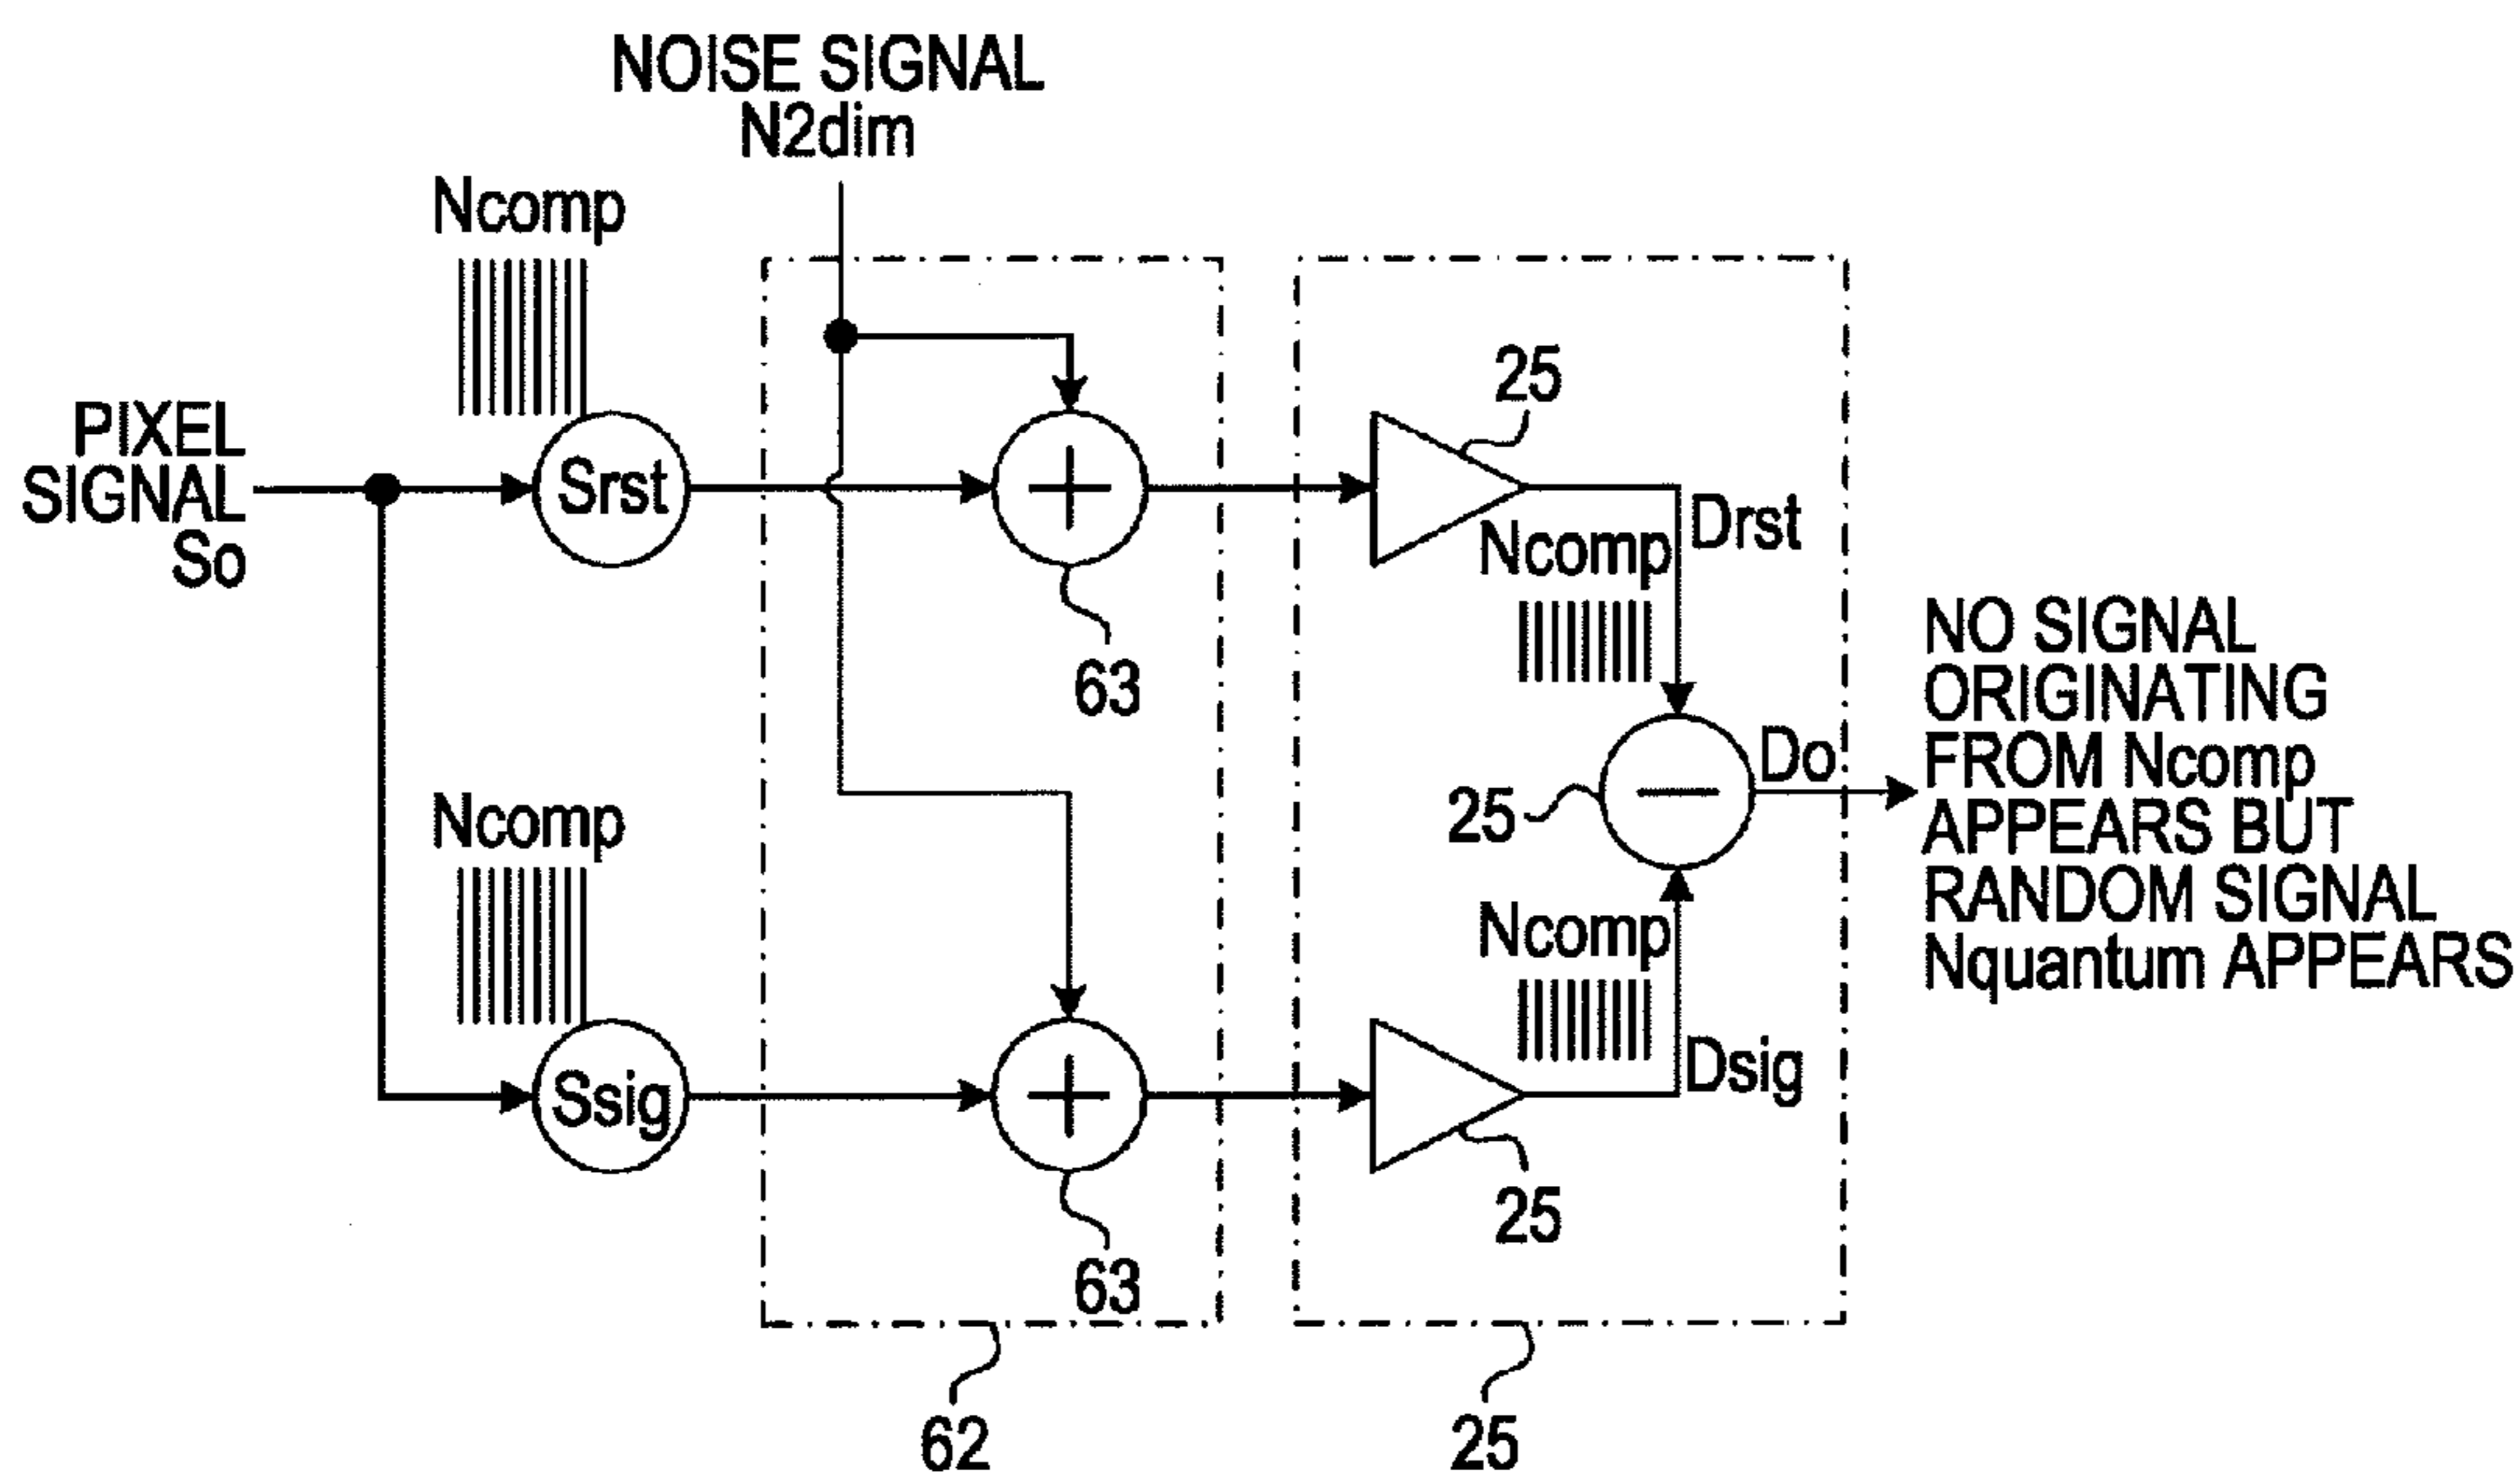 NOISE SIGNAL
N2dim
Ncomp
PIXEL
SIGNAL
So
Srst
25
Ncomp
Drst
63
NO SIGNAL
ORIGINATING
FROM Ncomp
APPEARS BUT
RANDOM SIGNAL
Nquantum APPEARS
Do
25
Ncomp
Ncomp
Ssig
Dsig
25
63
62
25